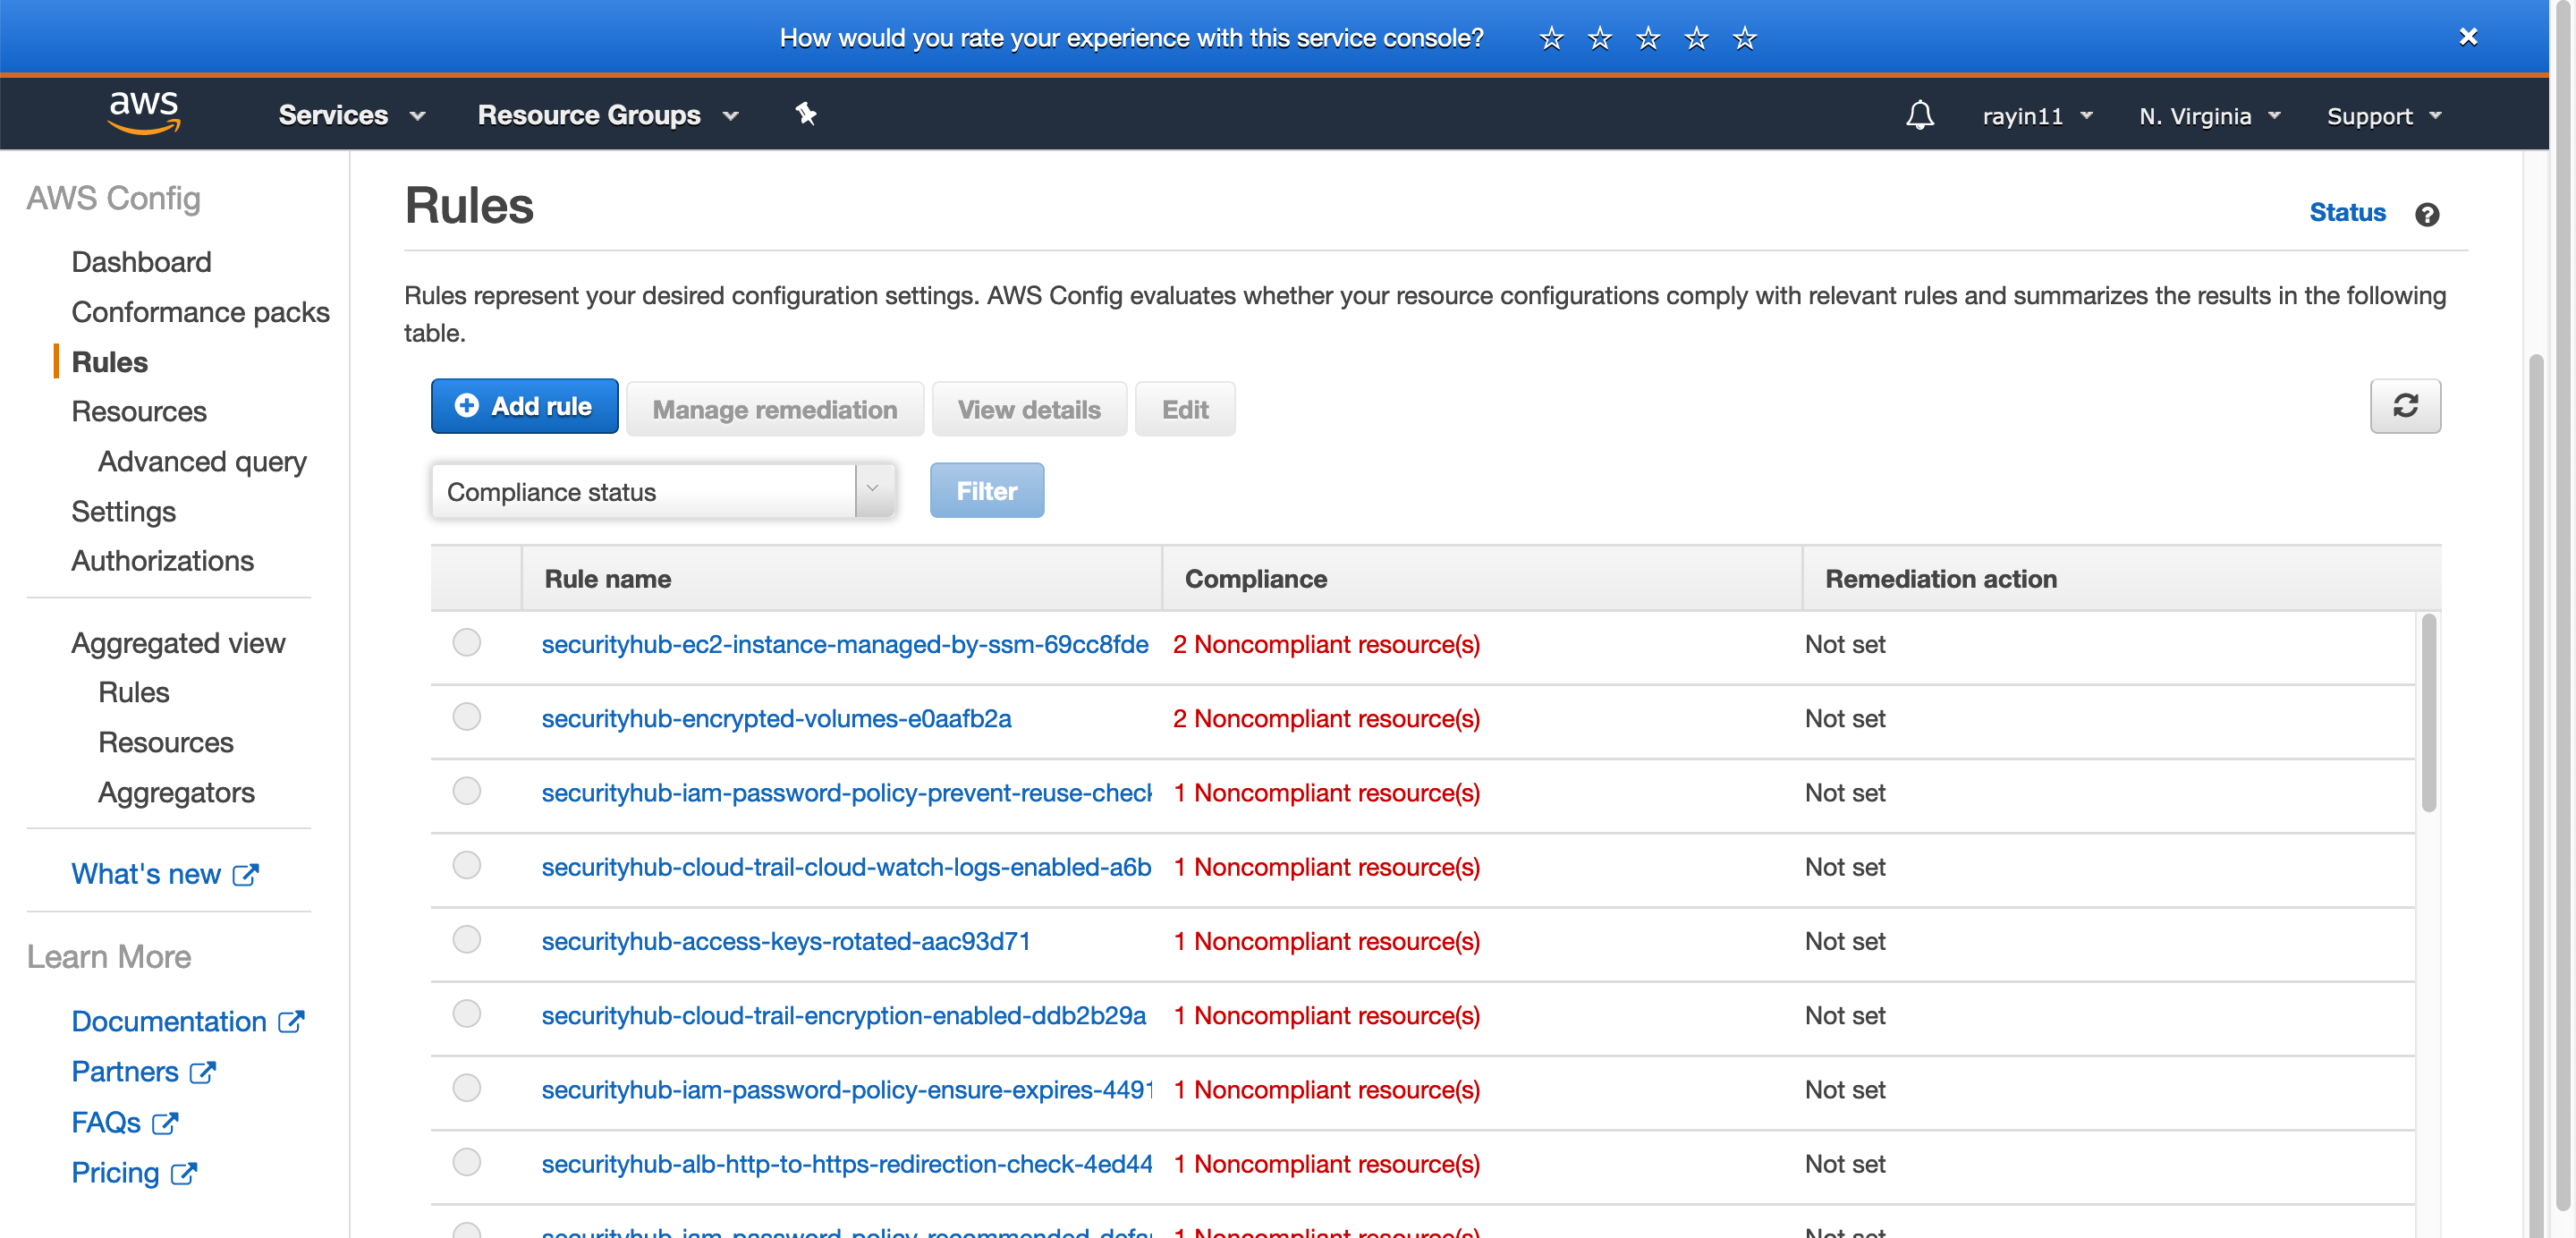 How would you rate your experience with this service console? ☆ ☆ ☆ ☆ ☆
aws Services Resource Groups rayin11 N. Virginia Support
AWS Config
Dashboard
Conformance packs
Rules
Resources
Advanced query
Settings
Authorizations
Aggregated view
Rules
Resources
Aggregators
What's new
Learn More
Documentation
Partners
FAQs
Pricing
Rules
Status
Rules represent your desired configuration settings. AWS Config evaluates whether your resource configurations comply with relevant rules and summarizes the results in the following
table.
Add rule Manage remediation View details Edit
Compliance status Filter
Rule name Compliance Remediation action
securityhub-ec2-instance-managed-by-ssm-69cc8fde 2 Noncompliant resource(s) Not set
securityhub-encrypted-volumes-e0aafb2a 2 Noncompliant resource(s) Not set
securityhub-iam-password-policy-prevent-reuse-check 1 Noncompliant resource(s) Not set
securityhub-cloud-trail-cloud-watch-logs-enabled-a6b 1 Noncompliant resource(s) Not set
securityhub-access-keys-rotated-aac93d71 1 Noncompliant resource(s) Not set
securityhub-cloud-trail-encryption-enabled-ddb2b29a 1 Noncompliant resource(s) Not set
securityhub-iam-password-policy-ensure-expires-4491 1 Noncompliant resource(s) Not set
securityhub-alb-http-to-https-redirection-check-4ed44 1 Noncompliant resource(s) Not set
securityhub-iam-password-policy-recommended-defa 1 Noncompliant resource(s) Not set